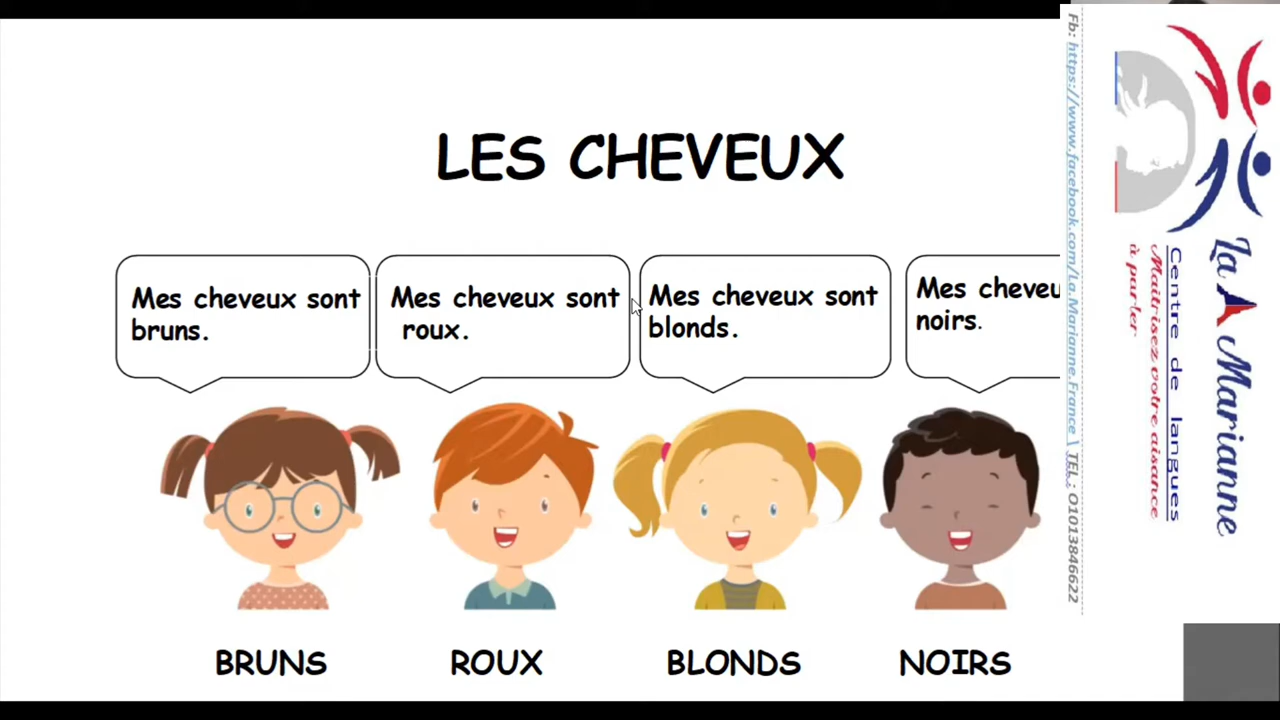 LES CHEVEUX
Mes cheveux sont
bruns.
Mes cheveux sont
roux.
Mes cheveux sont
blonds.
Mes cheveu
noirs.
BRUNS
ROUX
BLONDS
NOIRS
La Marianne
Centre de langues
Maîtrisez votre aisance
à parler
Fb: https://www.facebook.com/La.Marianne.France \ TEL.: 01013846622